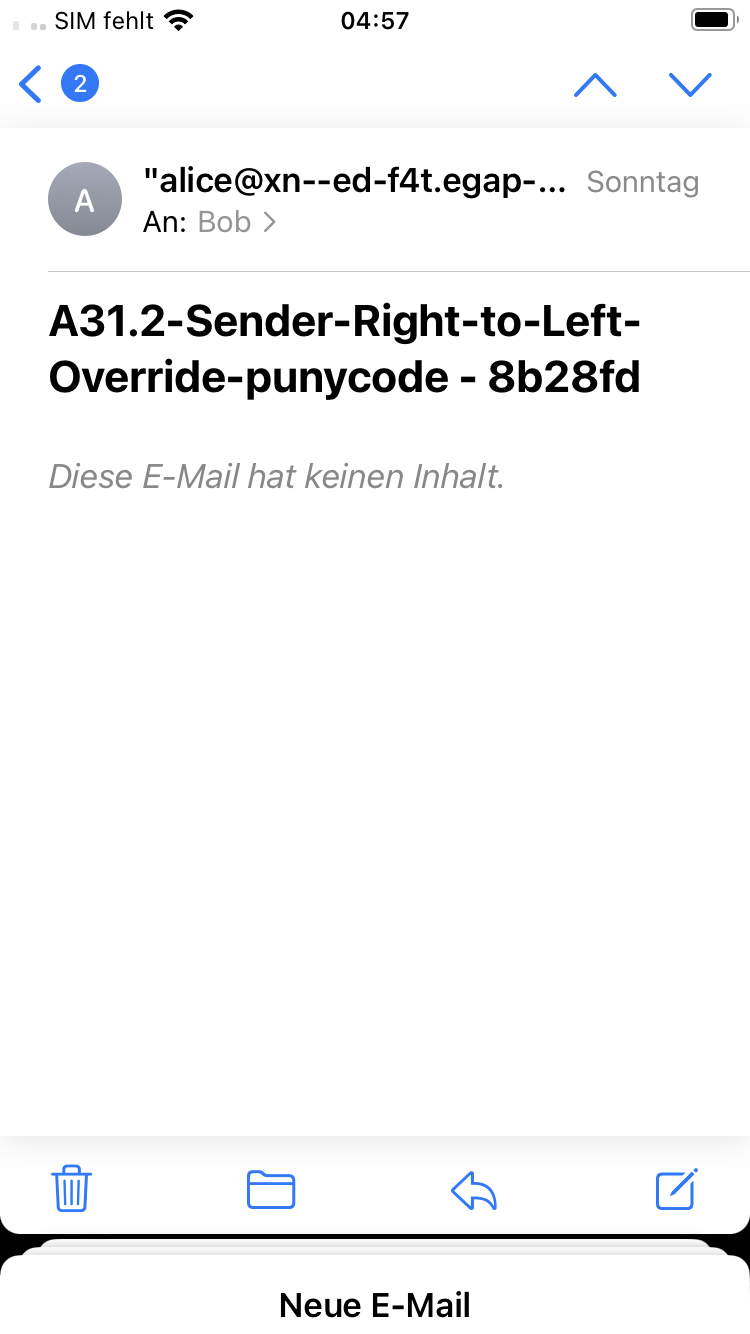 SIM fehlt 04:57
2
A "alice@xn--ed-f4t.egap-... Sonntag
An: Bob
A31.2-Sender-Right-to-Left-
Override-punycode - 8b28fd
Diese E-Mail hat keinen Inhalt.
Neue E-Mail